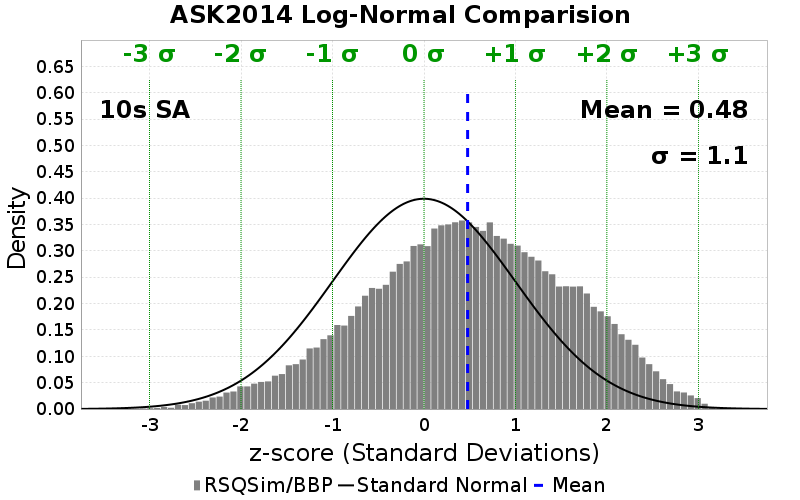 ASK2014 Log-Normal Comparision
-3 σ -2 σ -1 σ 0 σ +1 σ +2 σ +3 σ
10s SA
Mean = 0.48
σ = 1.1
Density
0.65
0.60
0.55
0.50
0.45
0.40
0.35
0.30
0.25
0.20
0.15
0.10
0.05
0.00
-3 -2 -1 0 1 2 3
z-score (Standard Deviations)
RSQSim/BBP Standard Normal Mean